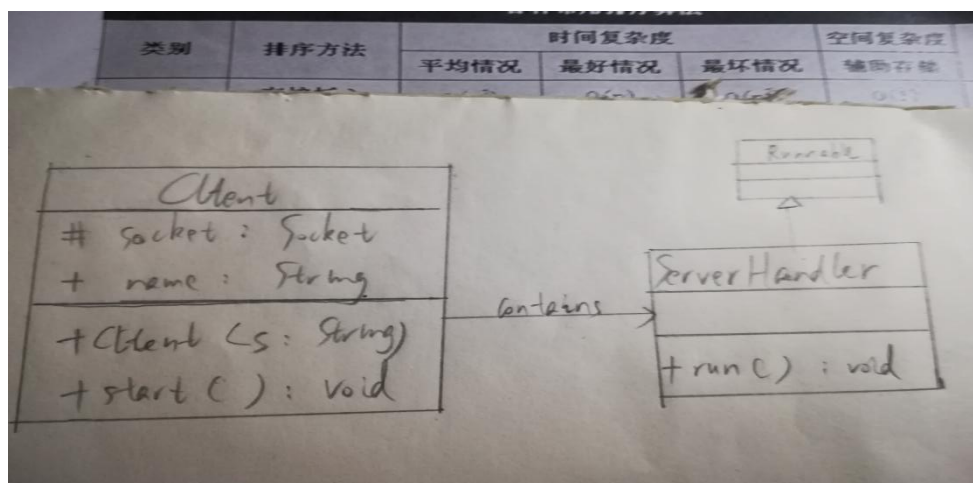 类别
排序方法
时间复杂度
空间复杂度
平均情况
最好情况
最坏情况
辅助存储
Runnable
Client
# socket : Socket
+ name : String
+ Client (s : String)
+ start ( ) : void
contains
ServerHandler
+ run ( ) : void